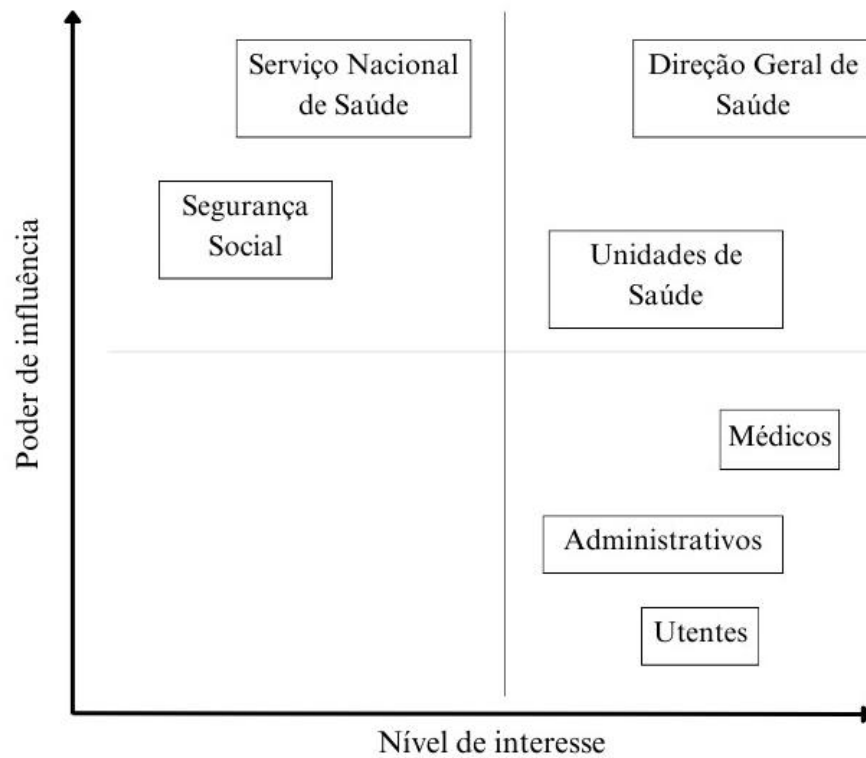 Serviço Nacional
de Saúde
Direção Geral de
Saúde
Segurança
Social
Unidades de
Saúde
Médicos
Administrativos
Utentes
Poder de influência
Nível de interesse